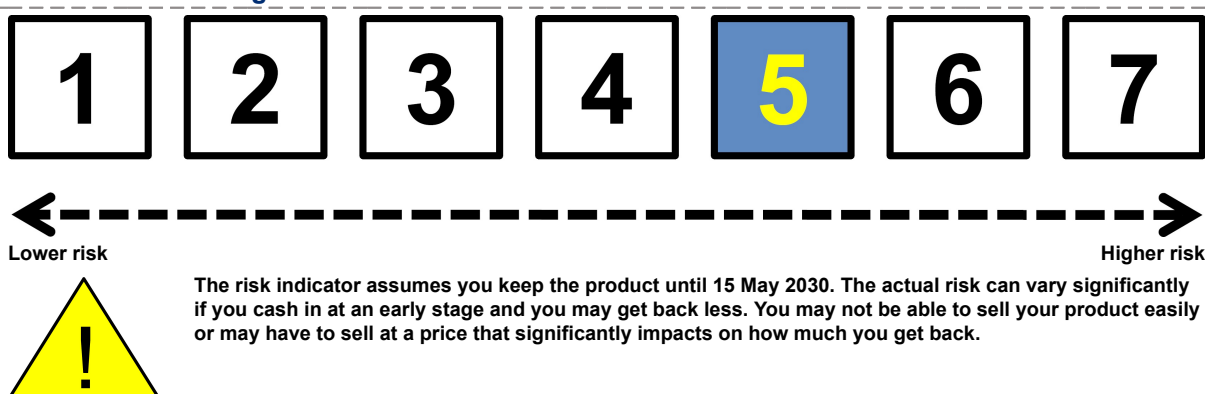 1 2 3 4 5 6 7
Lower risk Higher risk
The risk indicator assumes you keep the product until 15 May 2030. The actual risk can vary significantly
if you cash in at an early stage and you may get back less. You may not be able to sell your product easily
or may have to sell at a price that significantly impacts on how much you get back.
!